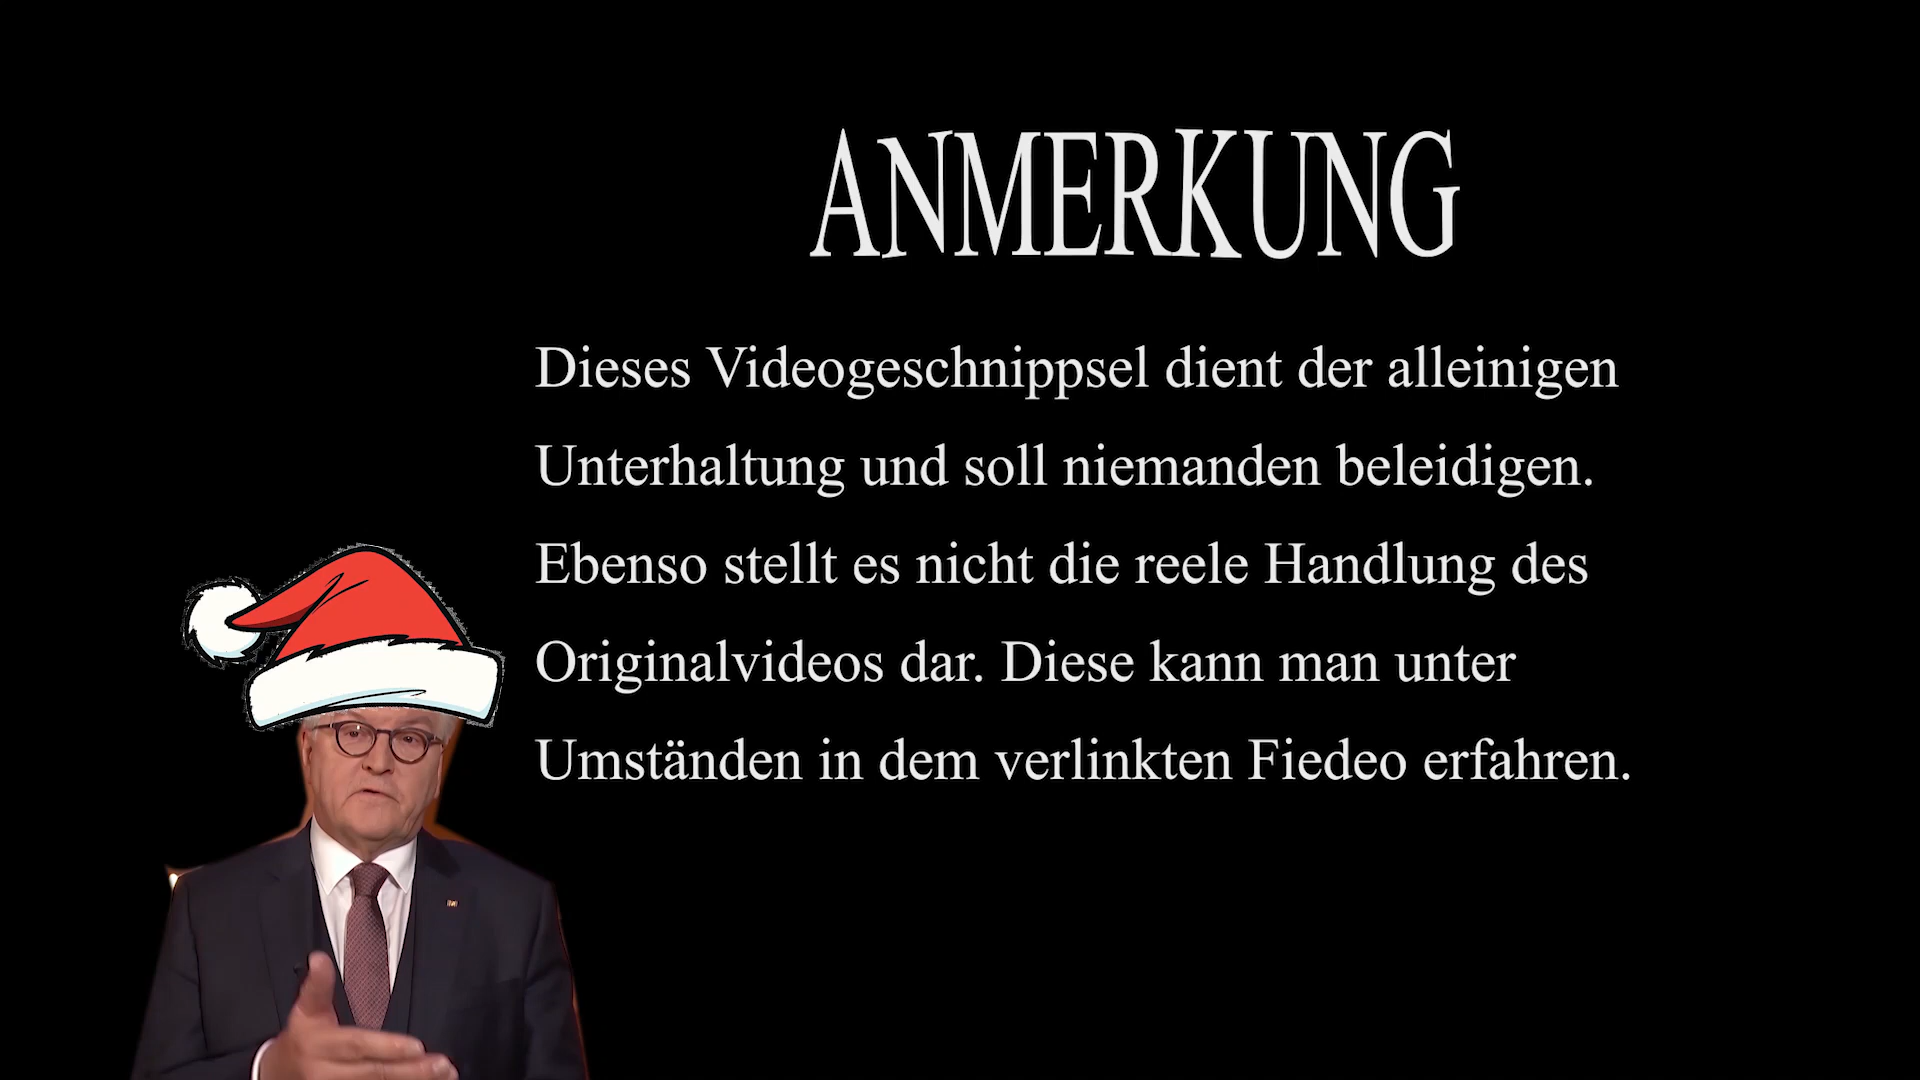 ANMERKUNG
Dieses Videogeschnippsel dient der alleinigen
Unterhaltung und soll niemanden beleidigen.
Ebenso stellt es nicht die reele Handlung des
Originalvideos dar. Diese kann man unter
Umständen in dem verlinkten Fiedeo erfahren.